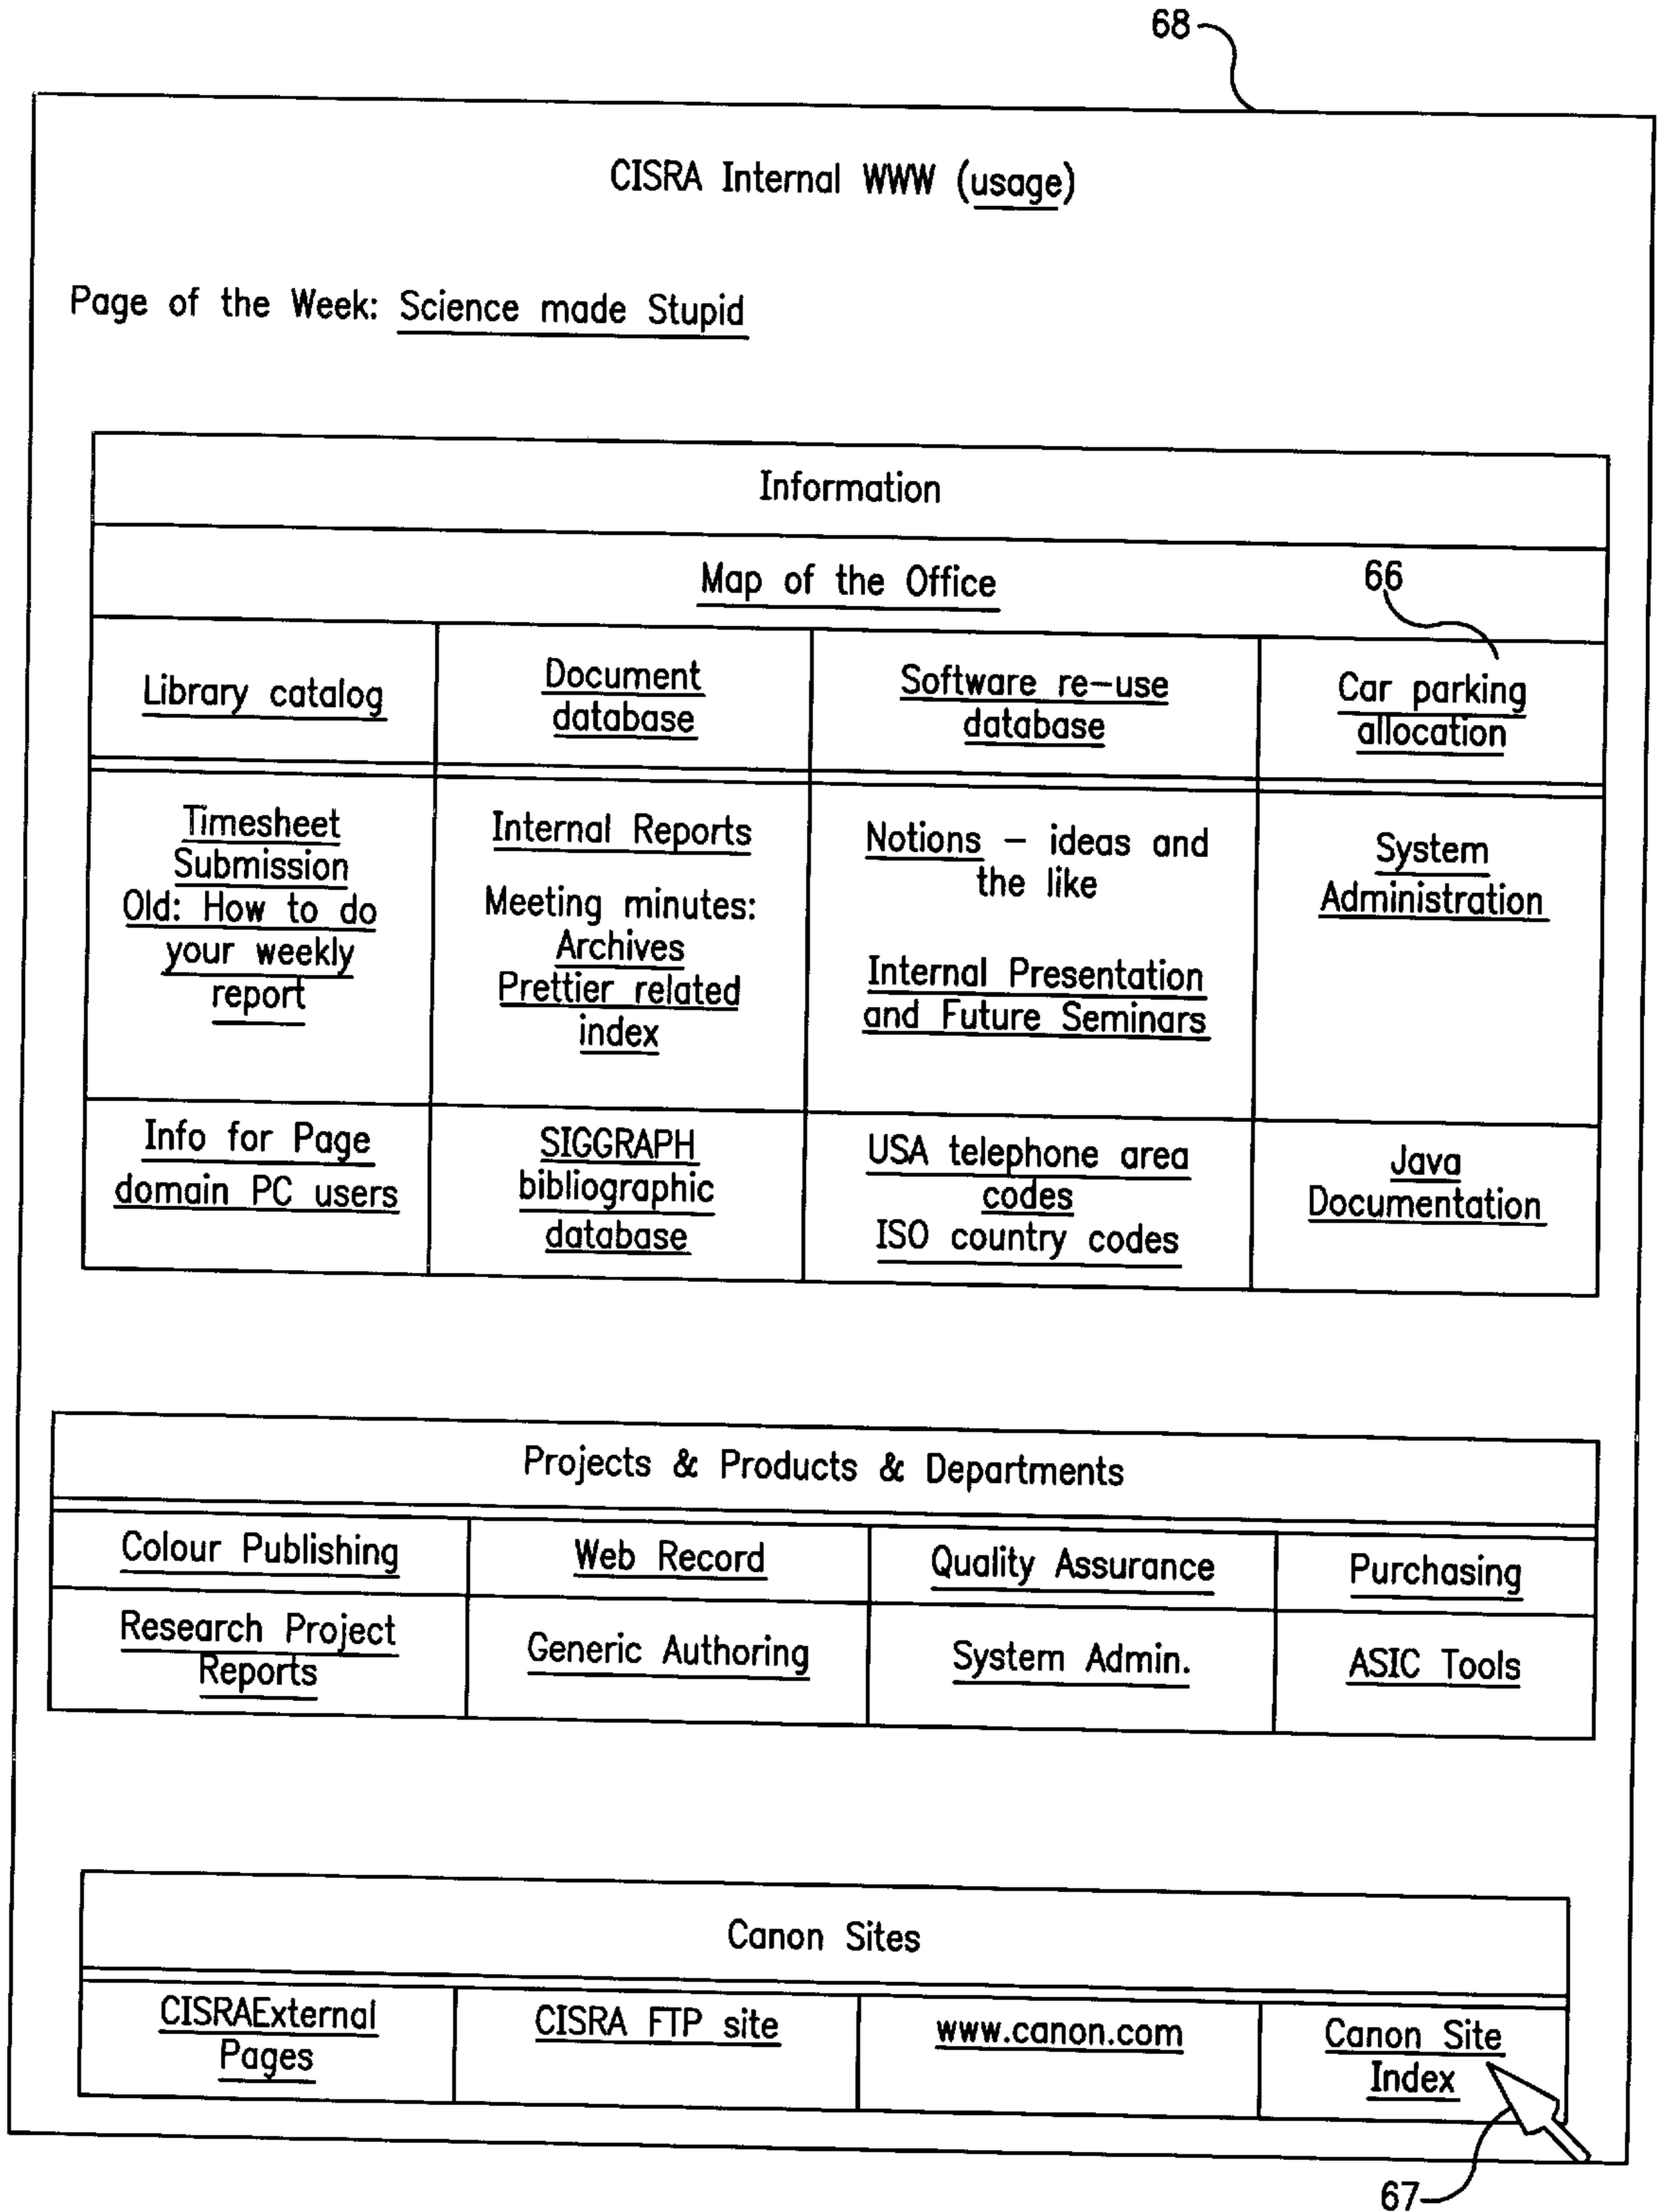 68
CISRA Internal WWW (usage)
Page of the Week: Science made Stupid
Information
Map of the Office
66
Library catalog
Document
database
Software re-use
database
Car parking
allocation
Timesheet
Submission
Old: How to do
your weekly
report
Internal Reports
Meeting minutes:
Archives
Prettier related
index
Notions – ideas and
the like
Internal Presentation
and Future Seminars
System
Administration
Info for Page
domain PC users
SIGGRAPH
bibliographic
database
USA telephone area
codes
ISO country codes
Java
Documentation
Projects & Products & Departments
Colour Publishing
Web Record
Quality Assurance
Purchasing
Research Project
Reports
Generic Authoring
System Admin.
ASIC Tools
Canon Sites
CISRAExternal
Pages
CISRA FTP site
www.canon.com
Canon Site
Index
67